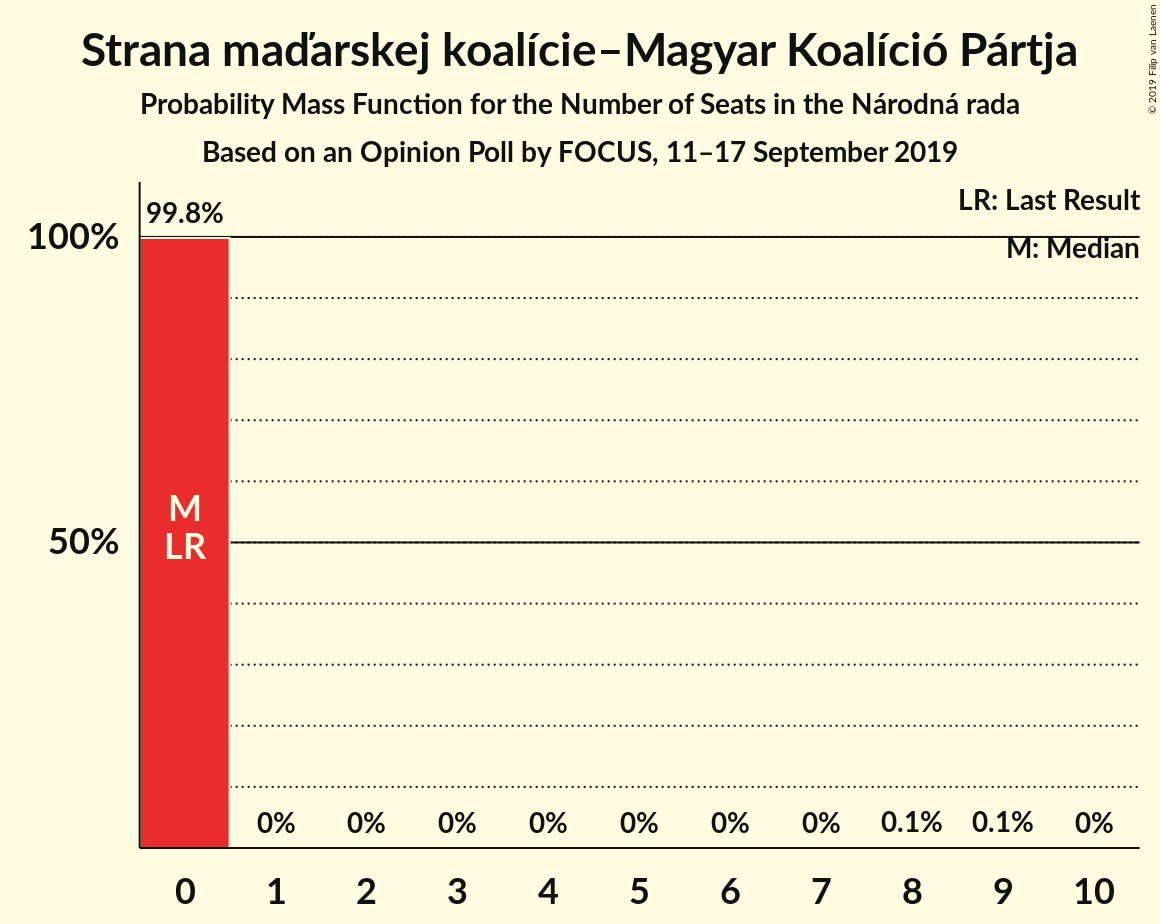 Strana maďarskej koalície–Magyar Koalíció Pártja
Probability Mass Function for the Number of Seats in the Národná rada
Based on an Opinion Poll by FOCUS, 11–17 September 2019
© 2019 Filip van Laenen
LR: Last Result
M: Median
99.8%
100%
50%
M
LR
0% 0% 0% 0% 0% 0% 0% 0.1% 0.1% 0%
0 1 2 3 4 5 6 7 8 9 10